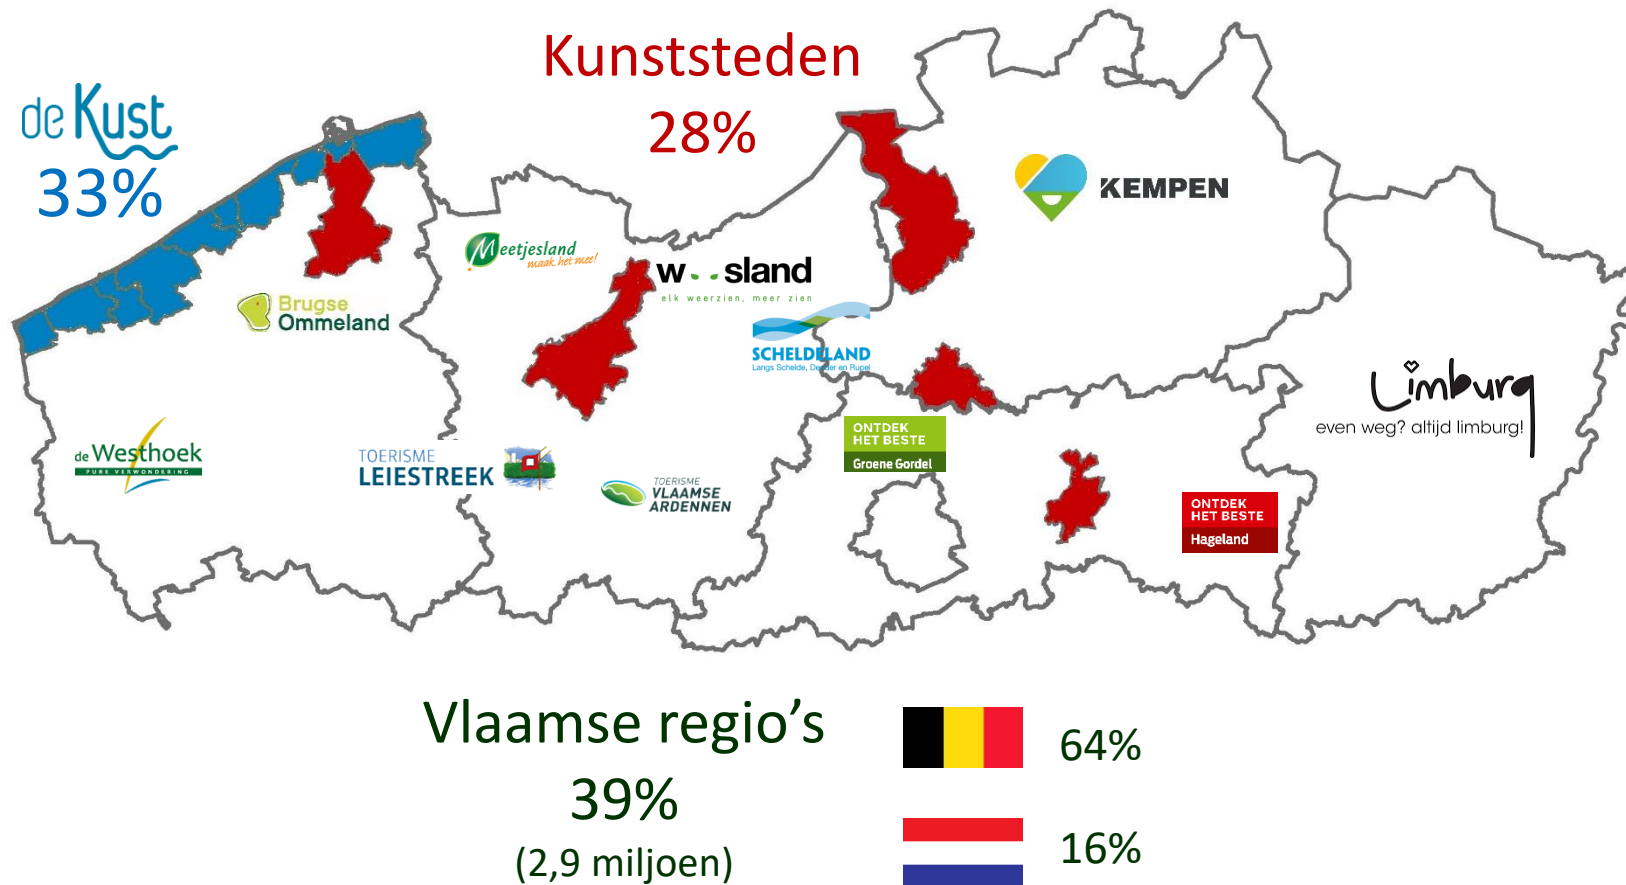 Kunststeden
28%
de Kust
33%
KEMPEN
Meetjesland
maak het mee!
w..sland
elk weerzien, meer zien
Brugse
Ommeland
SCHELDELAND
Langs Schelde, Dender en Rupel
Limburg
even weg? altijd limburg!
de Westhoek
PURE VERWONDERING
TOERISME
LEIESTREEK
ONTDEK
HET BESTE
Groene Gordel
TOERISME
VLAAMSE
ARDENNEN
ONTDEK
HET BESTE
Hageland
Vlaamse regio’s
39%
(2,9 miljoen)
64%
16%